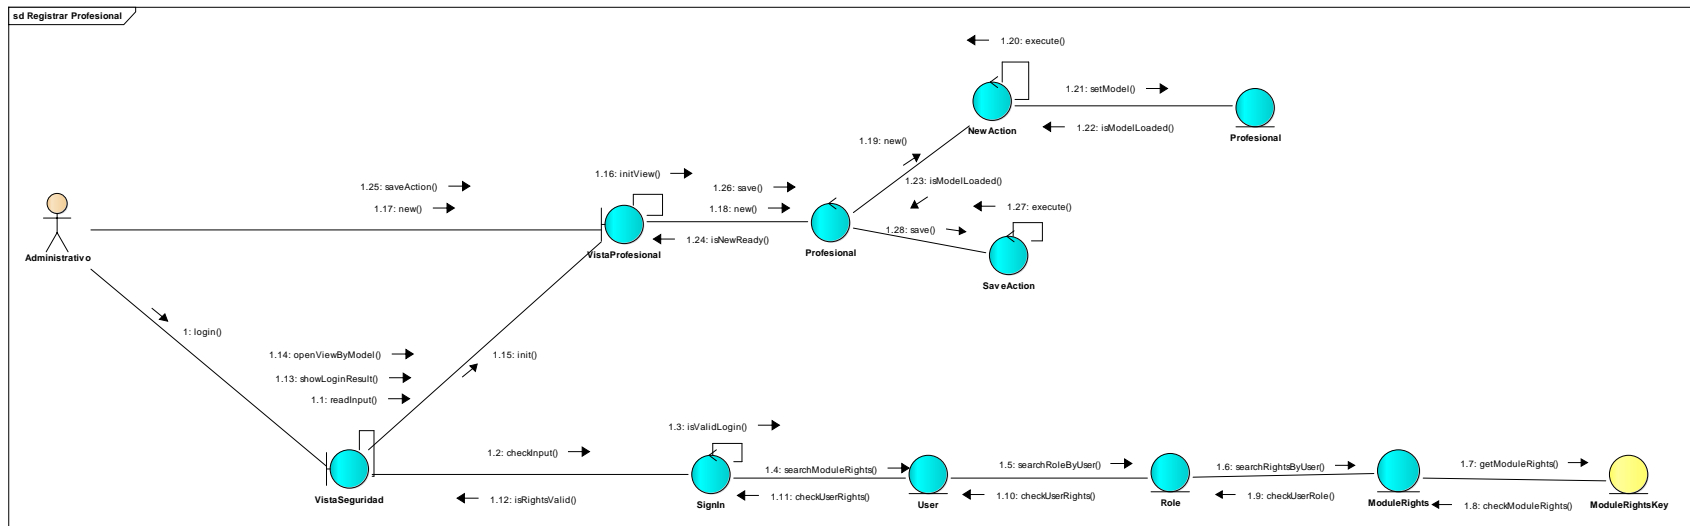 sd Registrar Profesional
1.20: execute()
1.21: setModel()
NewAction
1.22: isModelLoaded()
Profesional
1.19: new()
1.16: initView()
1.23: isModelLoaded()
1.25: saveAction()
1.26: save()
1.17: new()
1.18: new()
1.27: execute()
1.28: save()
1.24: isNewReady()
Administrativo
VistaProfesional
Profesional
SaveAction
1: login()
1.14: openViewByModel()
1.15: init()
1.13: showLoginResult()
1.1: readInput()
1.3: isValidLogin()
1.2: checkInput()
1.4: searchModuleRights()
1.5: searchRoleByUser()
1.6: searchRightsByUser()
1.7: getModuleRights()
1.12: isRightsValid()
1.11: checkUserRights()
1.10: checkUserRights()
1.9: checkUserRole()
1.8: checkModuleRights()
VistaSeguridad
SignIn
User
Role
ModuleRights
ModuleRightsKey